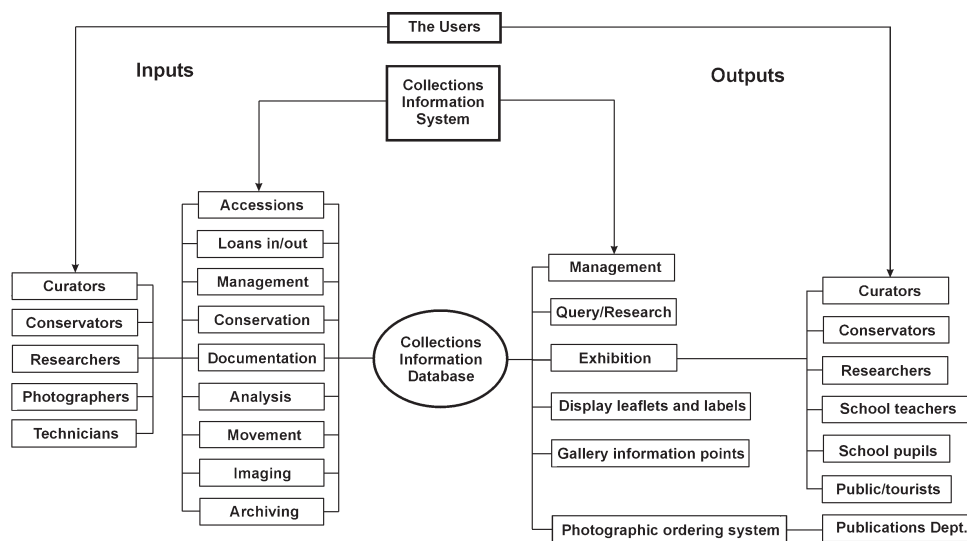 The Users
Inputs
Outputs
Collections
Information
System
Accessions
Loans in/out
Management
Conservation
Documentation
Analysis
Movement
Imaging
Archiving
Curators
Conservators
Researchers
Photographers
Technicians
Collections
Information
Database
Management
Query/Research
Exhibition
Display leaflets and labels
Gallery information points
Photographic ordering system
Curators
Conservators
Researchers
School teachers
School pupils
Public/tourists
Publications Dept.